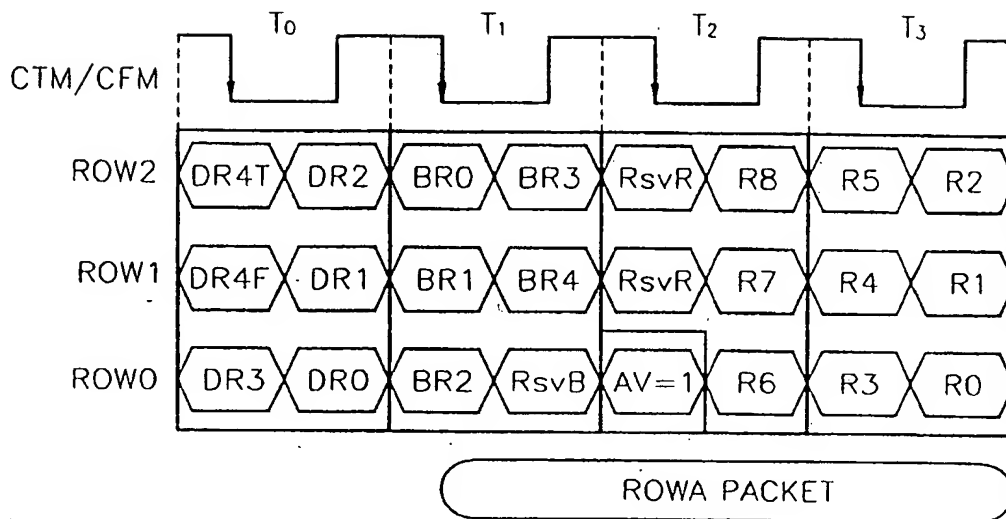 T0 T1 T2 T3
CTM/CFM
ROW2 DR4T DR2 BR0 BR3 RsvR R8 R5 R2
ROW1 DR4F DR1 BR1 BR4 RsvR R7 R4 R1
ROW0 DR3 DR0 BR2 RsvB AV=1 R6 R3 R0
ROWA PACKET